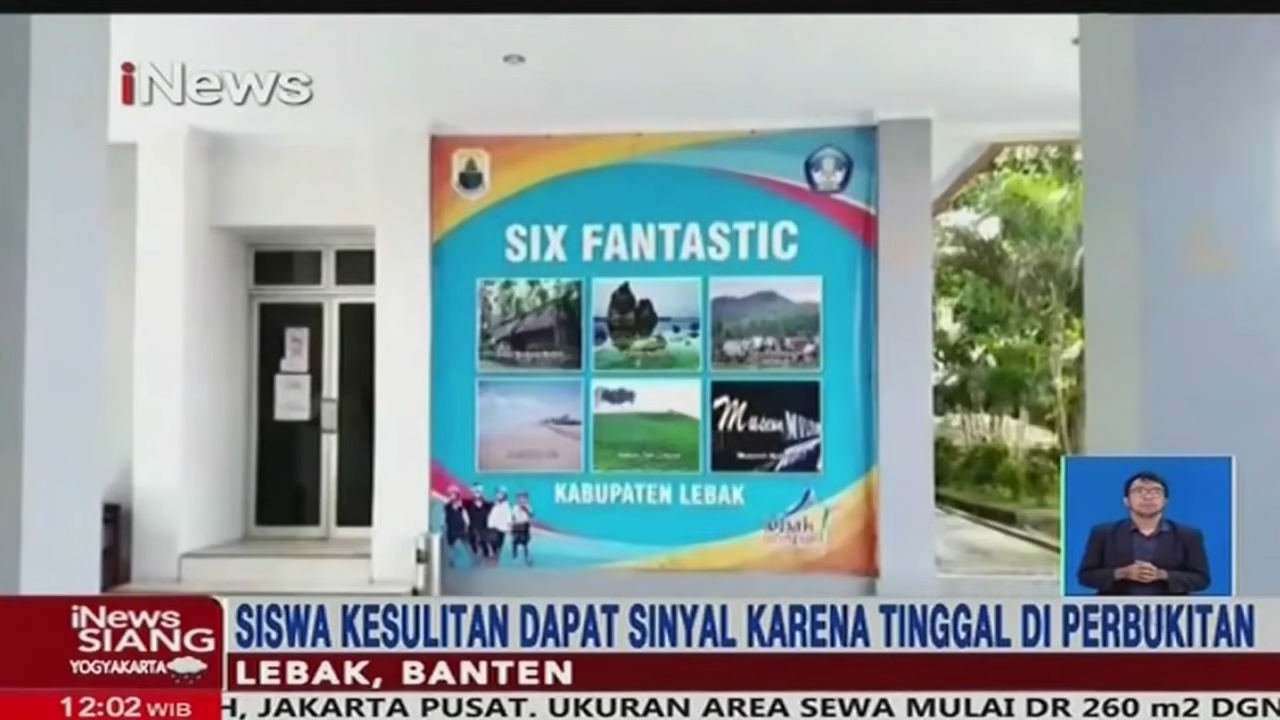 iNews
SIX FANTASTIC
Museum
KABUPATEN LEBAK
iNews
SIANG
YOGYAKARTA
SISWA KESULITAN DAPAT SINYAL KARENA TINGGAL DI PERBUKITAN
LEBAK, BANTEN
12:02 WIB
H, JAKARTA PUSAT. UKURAN AREA SEWA MULAI DR 260 m2 DGN